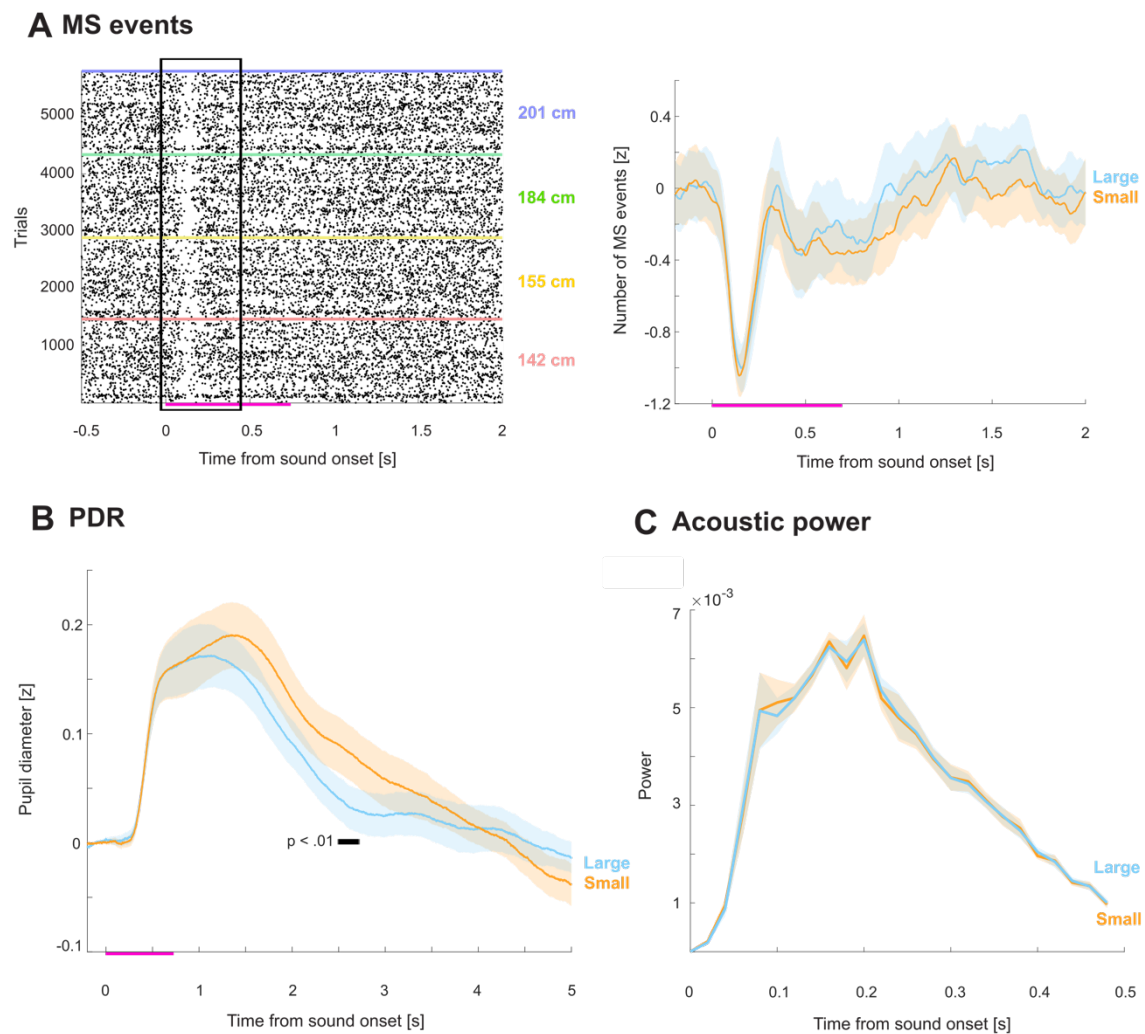 A MS events
5000
4000
3000
2000
1000
Trials
201 cm
184 cm
155 cm
142 cm
-0.5 0 0.5 1 1.5 2
Time from sound onset [s]
0.4
0
-0.4
-0.8
-1.2
Number of MS events [z]
Large
Small
0 0.5 1 1.5 2
Time from sound onset [s]
B PDR
0.2
0.1
0
-0.1
Pupil diameter [z]
p < .01
Large
Small
0 1 2 3 4 5
Time from sound onset [s]
C Acoustic power
×10⁻³
7
5
3
1
Power
Large
Small
0 0.1 0.2 0.3 0.4 0.5
Time from sound onset [s]